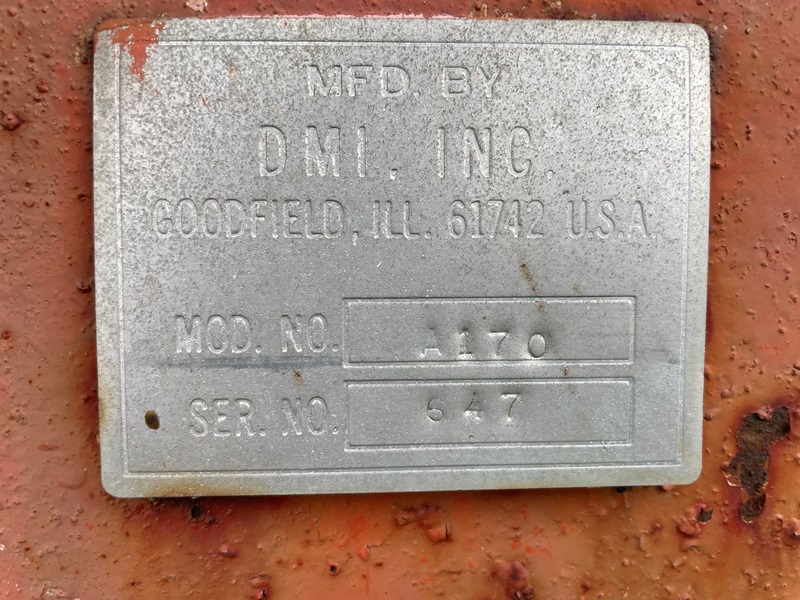 MFD. BY
DMI, INC.
GOODFIELD, ILL. 61742 U.S.A.
MOD. NO. A170
SER. NO. 647